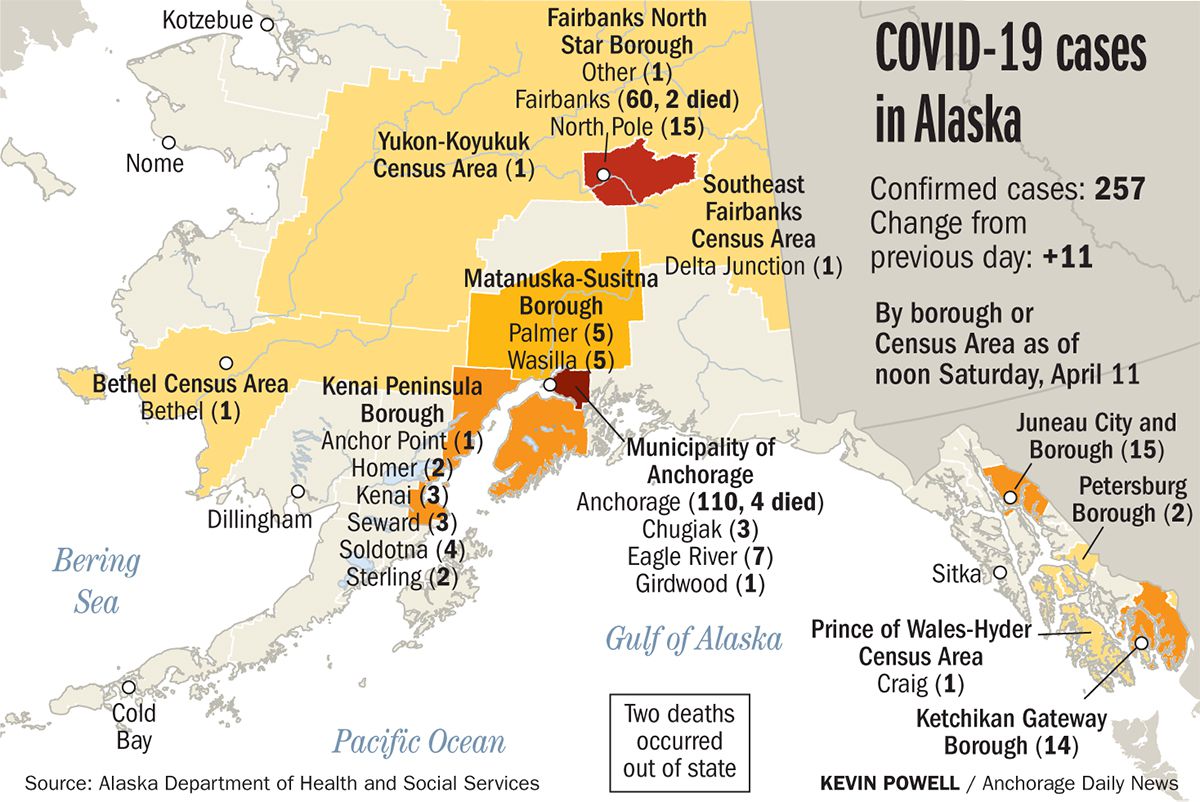 COVID-19 cases
in Alaska
Confirmed cases: 257
Change from
previous day: +11
By borough or
Census Area as of
noon Saturday, April 11
Kotzebue
Nome
Fairbanks North
Star Borough
Other (1)
Fairbanks (60, 2 died)
North Pole (15)
Yukon-Koyukuk
Census Area (1)
Southeast
Fairbanks
Census Area
Delta Junction (1)
Matanuska-Susitna
Borough
Palmer (5)
Wasilla (5)
Bethel Census Area
Bethel (1)
Kenai Peninsula
Borough
Anchor Point (1)
Homer (2)
Kenai (3)
Seward (3)
Soldotna (4)
Sterling (2)
Dillingham
Municipality of
Anchorage
Anchorage (110, 4 died)
Chugiak (3)
Eagle River (7)
Girdwood (1)
Juneau City and
Borough (15)
Petersburg
Borough (2)
Sitka
Prince of Wales-Hyder
Census Area
Craig (1)
Ketchikan Gateway
Borough (14)
Bering
Sea
Gulf of Alaska
Cold
Bay
Pacific Ocean
Two deaths
occurred
out of state
Source: Alaska Department of Health and Social Services
KEVIN POWELL / Anchorage Daily News